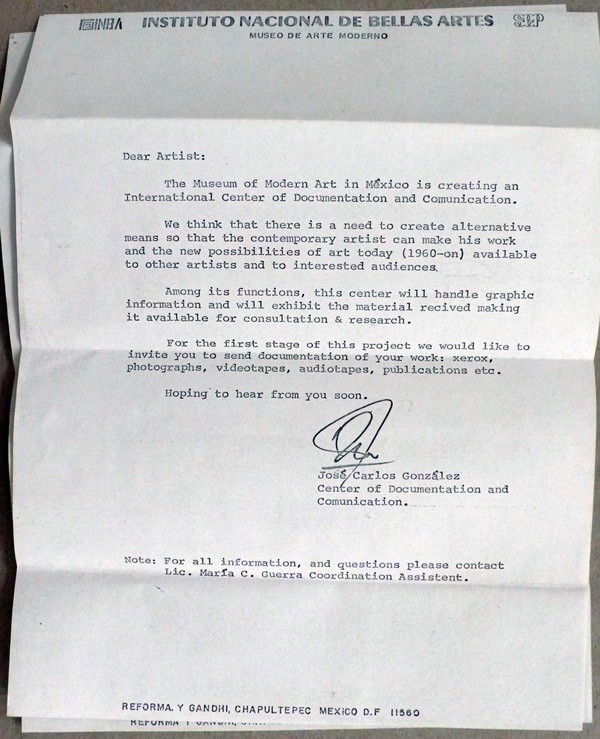 INBA INSTITUTO NACIONAL DE BELLAS ARTES SEP
MUSEO DE ARTE MODERNO
Dear Artist:
The Museum of Modern Art in México is creating an
International Center of Documentation and Comunication.
We think that there is a need to create alternative
means so that the contemporary artist can make his work
and the new possibilities of art today (1960-on) available
to other artists and to interested audiences.
Among its functions, this center will handle graphic
information and will exhibit the material recived making
it available for consultation & research.
For the first stage of this project we would like to
invite you to send documentation of your work: xerox,
photographs, videotapes, audiotapes, publications etc.
Hoping to hear from you soon.
José Carlos González
Center of Documentation and
Comunication.
Note: For all information, and questions please contact
Lic. María C. Guerra Coordination Assistent.
REFORMA. Y GANDHI, CHAPULTEPEC MEXICO D.F 11560
REFORMA Y GANDHI,